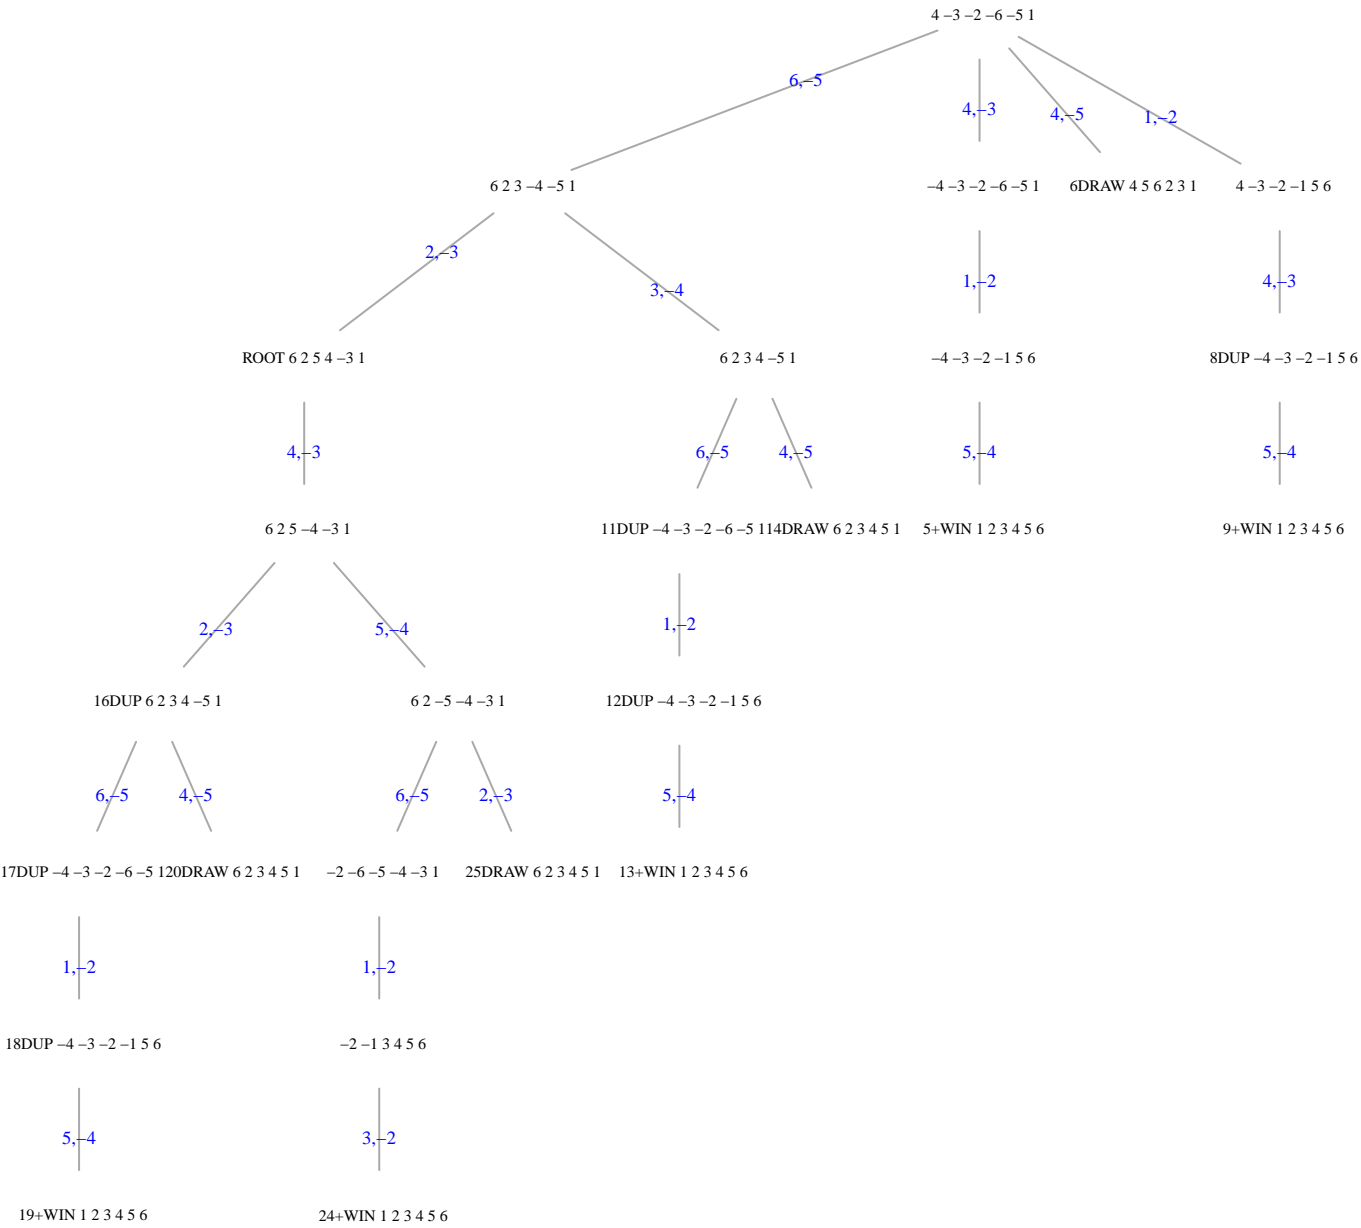 4 –3 –2 –6 –5 1
6,–5
4,–3
4,–5
1,–2
6 2 3 –4 –5 1
–4 –3 –2 –6 –5 1
6DRAW 4 5 6 2 3 1
4 –3 –2 –1 5 6
2,–3
3,–4
1,–2
4,–3
ROOT 6 2 5 4 –3 1
6 2 3 4 –5 1
–4 –3 –2 –1 5 6
8DUP –4 –3 –2 –1 5 6
4,–3
6,–5
4,–5
5,–4
5,–4
6 2 5 –4 –3 1
11DUP –4 –3 –2 –6 –5 1
14DRAW 6 2 3 4 5 1
5+WIN 1 2 3 4 5 6
9+WIN 1 2 3 4 5 6
2,–3
5,–4
1,–2
16DUP 6 2 3 4 –5 1
6 2 –5 –4 –3 1
12DUP –4 –3 –2 –1 5 6
6,–5
4,–5
6,–5
2,–3
5,–4
17DUP –4 –3 –2 –6 –5 1
20DRAW 6 2 3 4 5 1
–2 –6 –5 –4 –3 1
25DRAW 6 2 3 4 5 1
13+WIN 1 2 3 4 5 6
1,–2
1,–2
18DUP –4 –3 –2 –1 5 6
–2 –1 3 4 5 6
5,–4
3,–2
19+WIN 1 2 3 4 5 6
24+WIN 1 2 3 4 5 6